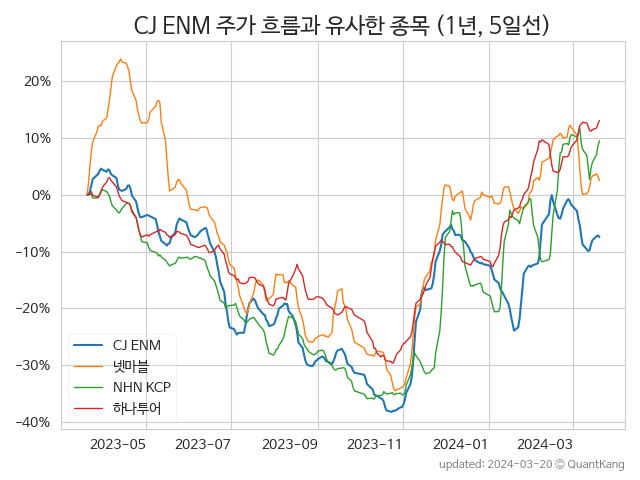 CJ ENM 주가 흐름과 유사한 종목 (1년, 5일선)
20%
10%
0%
−10%
−20%
−30%
−40%
CJ ENM
넷마블
NHN KCP
하나투어
2023-05
2023-07
2023-09
2023-11
2024-01
2024-03
updated: 2024-03-20 © QuantKang